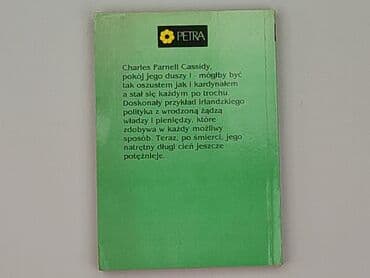 PETRA
Charles Parnell Cassidy,
pokój jego duszy ! - mógłby być
tak oszustem jak i kardynałem
a stał się każdym po trochu.
Doskonały przykład irlandzkiego
polityka z wrodzoną żądzą
władzy i pieniędzy, które
zdobywa w każdy możliwy
sposób. Teraz, po śmierci, jego
natrętny długi cień jeszcze
potężnieje.